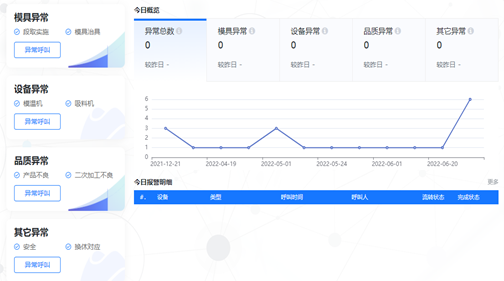 模具异常
段取实施 模具冶具
异常呼叫
设备异常
模温机 吸料机
异常呼叫
品质异常
产品不良 二次加工不良
异常呼叫
其它异常
安全 换休对应
异常呼叫
今日概览
异常总数 模具异常 设备异常 品质异常 其它异常
0 0 0 0 0
较昨日 - 较昨日 - 较昨日 - 较昨日 - 较昨日 -
6
5
4
3
2
1
0
2021-12-21 2022-04-19 2022-05-01 2022-05-24 2022-06-01 2022-06-20
今日报警明细 更多
#. 设备 类型 呼叫时间 呼叫人 流转状态 完成状态